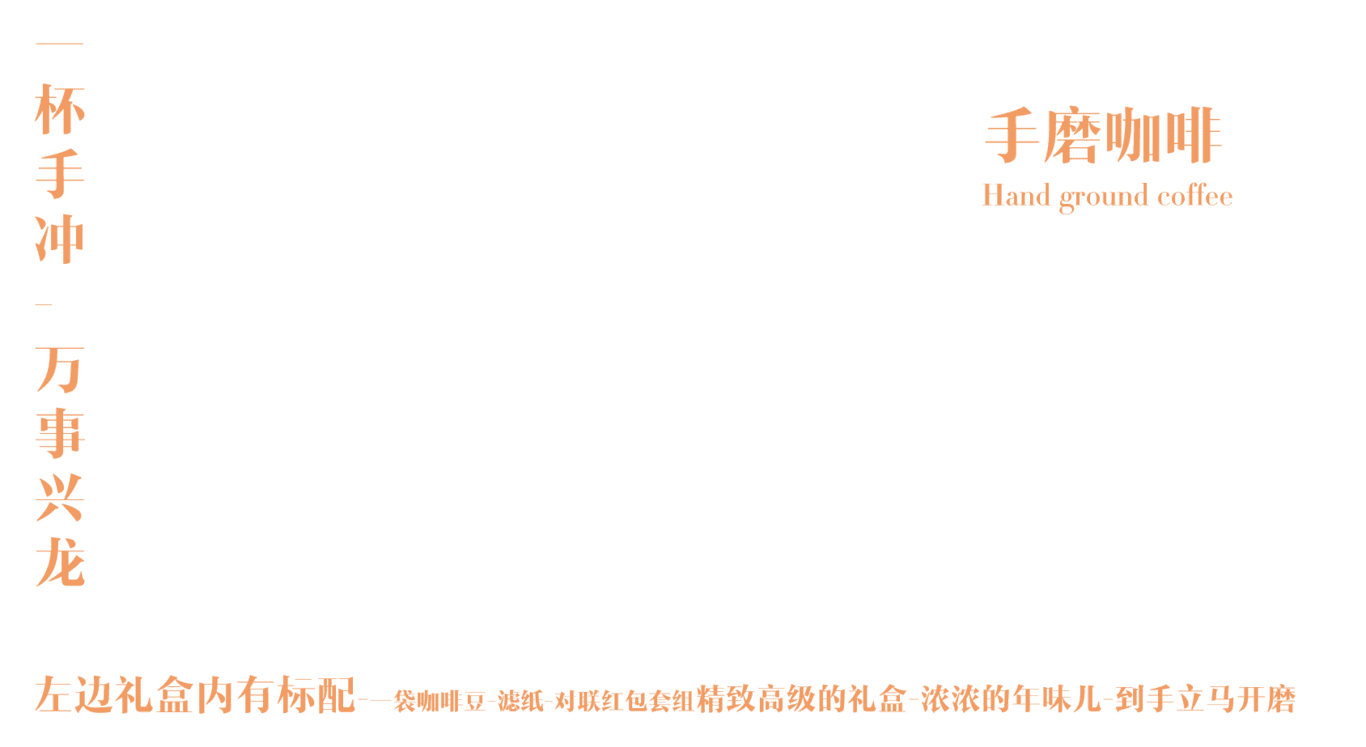 一杯手冲-万事兴龙
手磨咖啡
Hand ground coffee
左边礼盒内有标配-一袋咖啡豆-滤纸-对联红包套组精致高级的礼盒-浓浓的年味儿-到手立马开磨